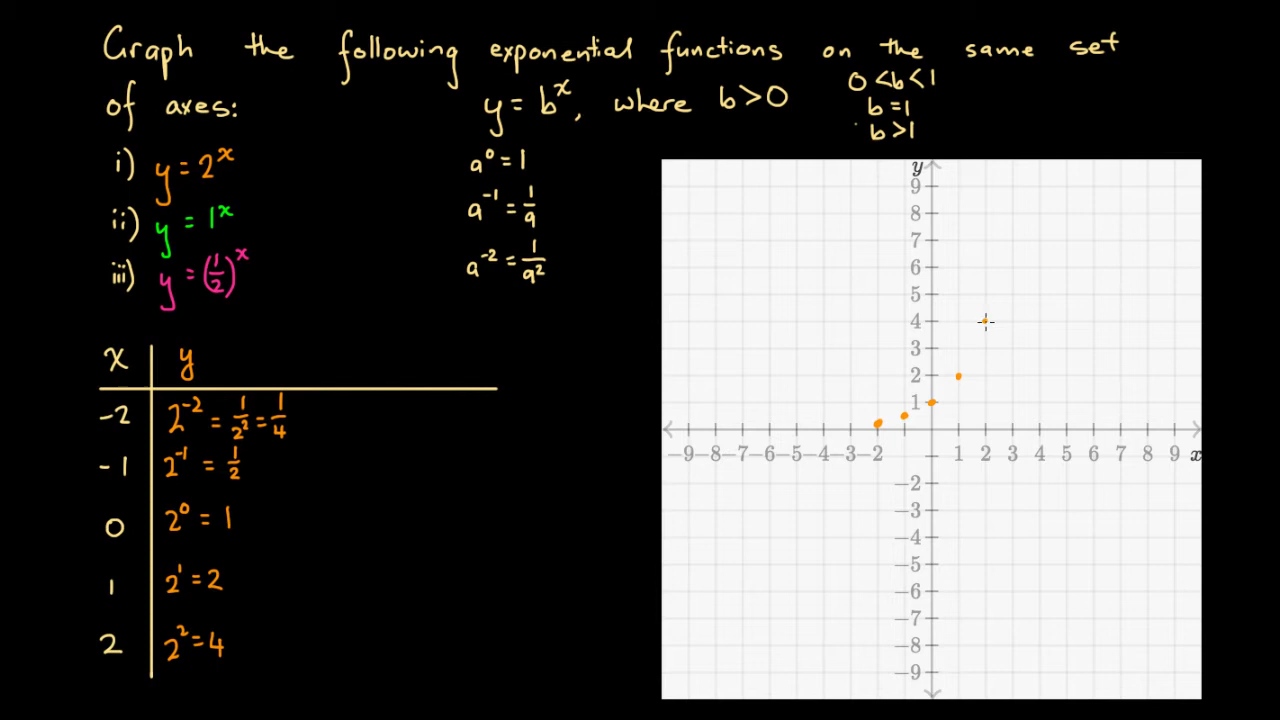 Graph the following exponential functions on the same set
of axes: y = b^x, where b > 0
0 < b < 1
b = 1
b > 1
i) y = 2^x
ii) y = 1^x
iii) y = (1/2)^x
a^0 = 1
a^-1 = 1/a
a^-2 = 1/a^2
x y
-2 2^-2 = 1/2^2 = 1/4
-1 2^-1 = 1/2
0 2^0 = 1
1 2^1 = 2
2 2^2 = 4
y
9
8
7
6
5
4
3
2
1
-9 -8 -7 -6 -5 -4 -3 -2 1 2 3 4 5 6 7 8 9 x
-2
-3
-4
-5
-6
-7
-8
-9